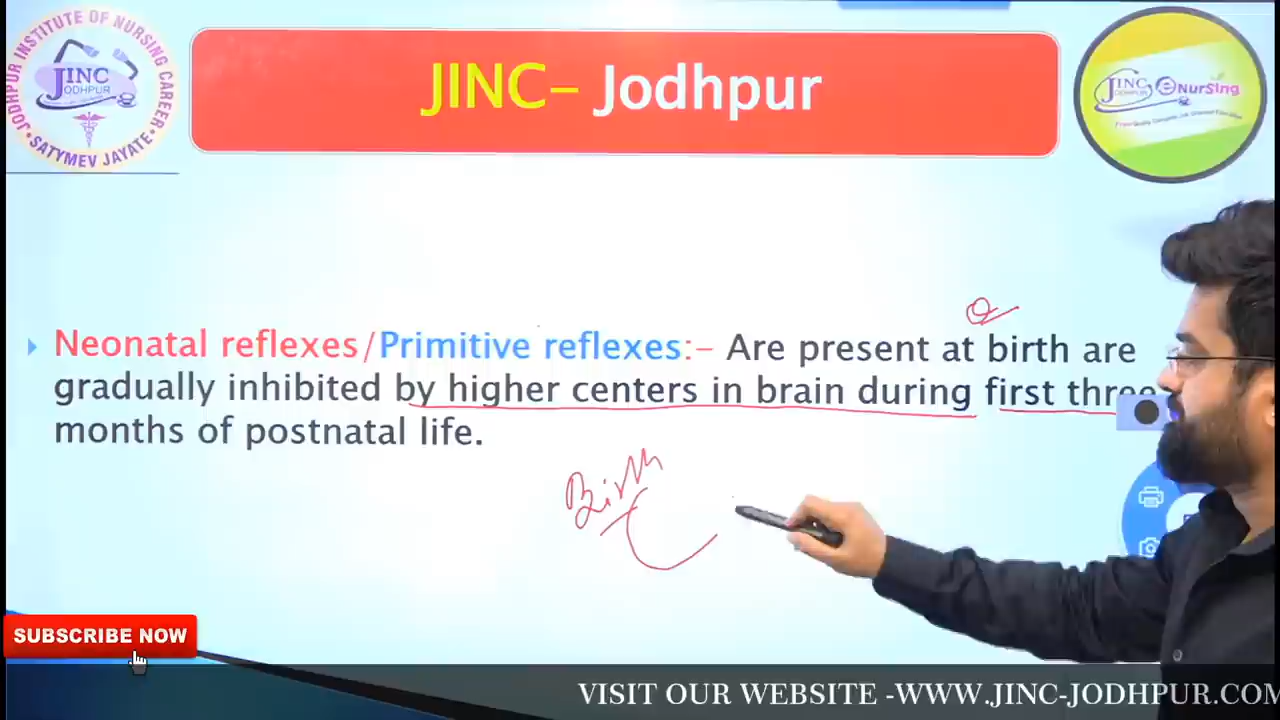 JODHPUR INSTITUTE OF NURSING CAREER
JINC
JODHPUR
• SATYMEV JAYATE •
JINC– Jodhpur
JINC
JODHPUR
eNursing
Neonatal reflexes/Primitive reflexes:– Are present at birth are
gradually inhibited by higher centers in brain during first three
months of postnatal life.
Birth
SUBSCRIBE NOW
VISIT OUR WEBSITE -WWW.JINC-JODHPUR.COM